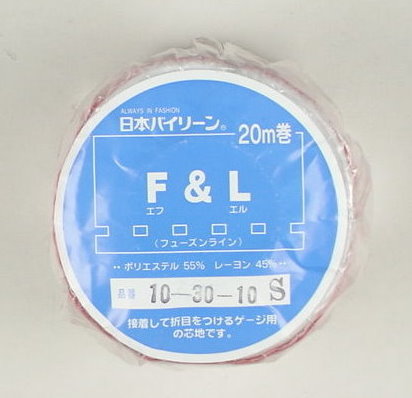 ALWAYS IN FASHION
日本バイリーン®
20m巻
F & L
エフ エル
(フューズンライン)
‥ポリエステル 55% レーヨン 45%‥
品番 10-30-10 S
接着して折目をつけるゲージ用
の芯地です。